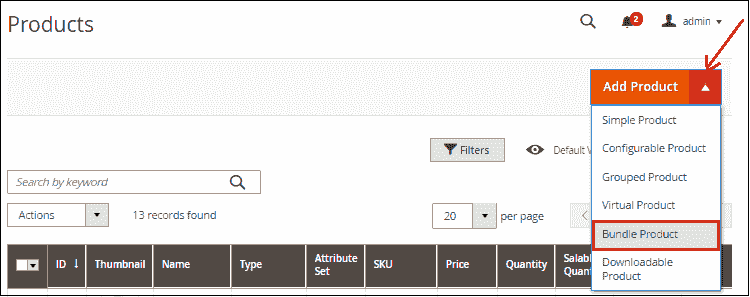 Products
2
admin
Add Product
Simple Product
Configurable Product
Grouped Product
Virtual Product
Bundle Product
Downloadable
Product
Filters
Default V
Search by keyword
Actions
13 records found
20
per page
ID
Thumbnail
Name
Type
Attribute
Set
SKU
Price
Quantity
Salab
Quant